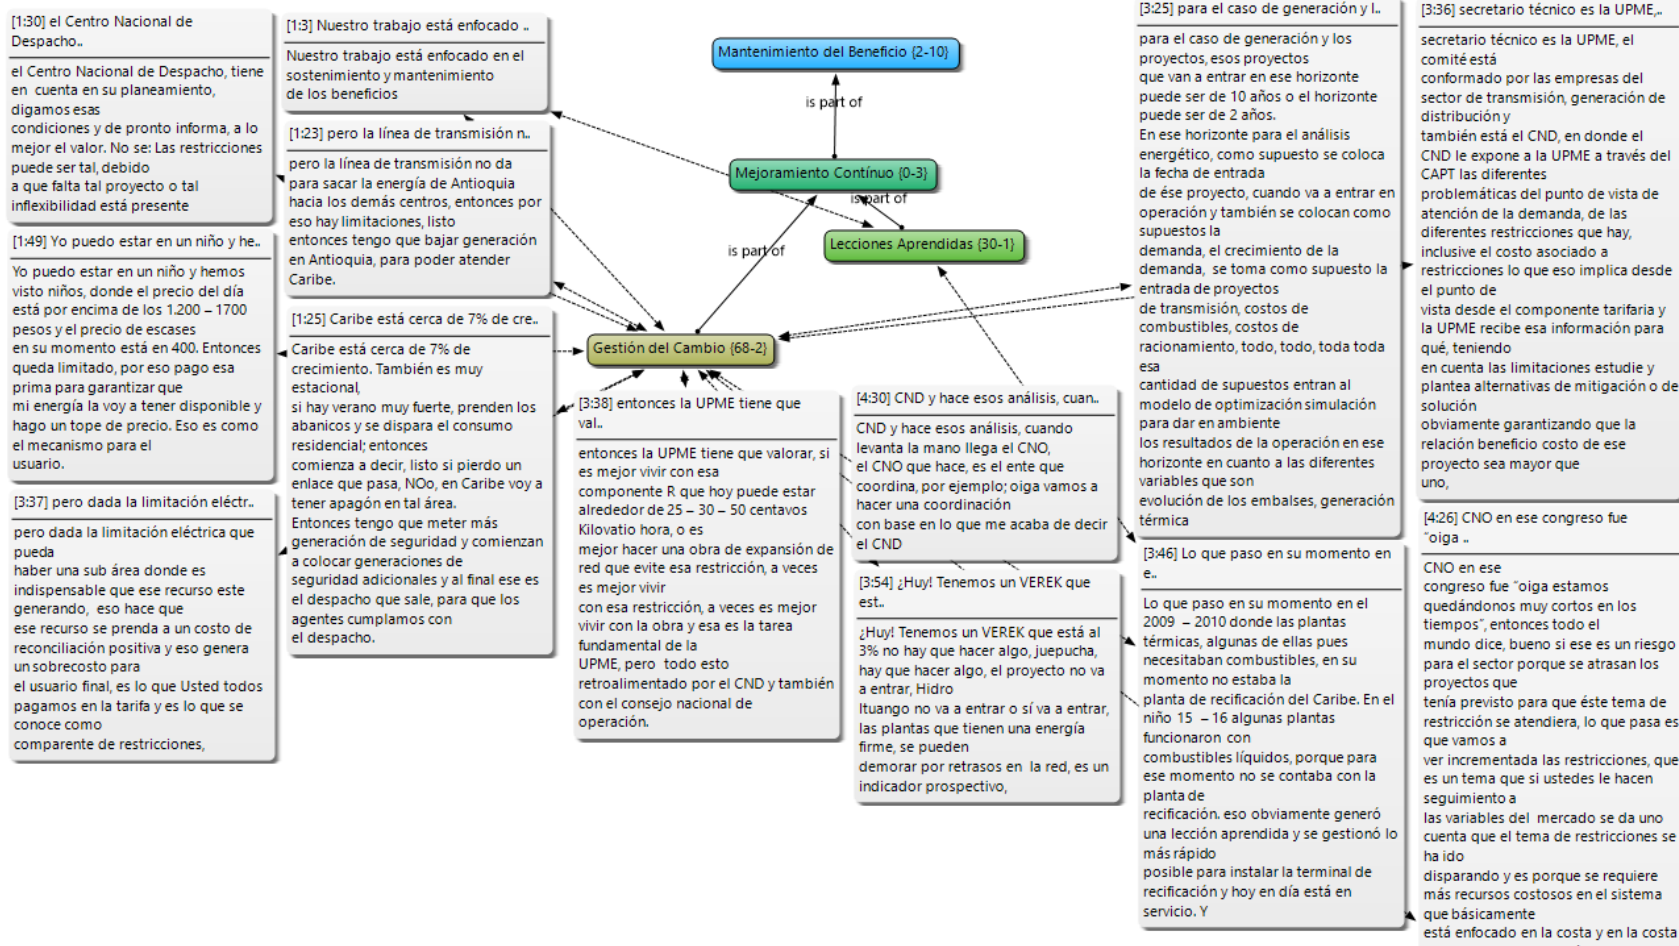 [1:30] el Centro Nacional de
Despacho..
el Centro Nacional de Despacho, tiene
en cuenta en su planeamiento,
digamos esas
condiciones y de pronto informa, a lo
mejor el valor. No se: Las restricciones
puede ser tal, debido
a que falta tal proyecto o tal
inflexibilidad está presente
[1:49] Yo puedo estar en un niño y he..
Yo puedo estar en un niño y hemos
visto niños, donde el precio del día
está por encima de los 1.200 – 1700
pesos y el precio de escases
en su momento está en 400. Entonces
queda limitado, por eso pago esa
prima para garantizar que
mi energía la voy a tener disponible y
hago un tope de precio. Eso es como
el mecanismo para el
usuario.
[3:37] pero dada la limitación eléctr..
pero dada la limitación eléctrica que
pueda
haber una sub área donde es
indispensable que ese recurso este
generando, eso hace que
ese recurso se prenda a un costo de
reconciliación positiva y eso genera
un sobrecosto para
el usuario final, es lo que Usted todos
pagamos en la tarifa y es lo que se
conoce como
comparente de restricciones,
[1:3] Nuestro trabajo está enfocado ..
Nuestro trabajo está enfocado en el
sostenimiento y mantenimiento
de los beneficios
[1:23] pero la línea de transmisión n..
pero la línea de transmisión no da
para sacar la energía de Antioquia
hacia los demás centros, entonces por
eso hay limitaciones, listo
entonces tengo que bajar generación
en Antioquia, para poder atender
Caribe.
[1:25] Caribe está cerca de 7% de cre..
Caribe está cerca de 7% de
crecimiento. También es muy
estacional,
si hay verano muy fuerte, prenden los
abanicos y se dispara el consumo
residencial; entonces
comienza a decir, listo si pierdo un
enlace que pasa, NOo, en Caribe voy a
tener apagón en tal área.
Entonces tengo que meter más
generación de seguridad y comienzan
a colocar generaciones de
seguridad adicionales y al final ese es
el despacho que sale, para que los
agentes cumplamos con
el despacho.
Mantenimiento del Beneficio {2-10}
is part of
Mejoramiento Contínuo {0-3}
is part of
Lecciones Aprendidas {30-1}
is part of
Gestión del Cambio {68-2}
[3:38] entonces la UPME tiene que
val..
entonces la UPME tiene que valorar, si
es mejor vivir con esa
componente R que hoy puede estar
alrededor de 25 – 30 – 50 centavos
Kilovatio hora, o es
mejor hacer una obra de expansión de
red que evite esa restricción, a veces
es mejor vivir
con esa restricción, a veces es mejor
vivir con la obra y esa es la tarea
fundamental de la
UPME, pero todo esto
retroalimentado por el CND y también
con el consejo nacional de
operación.
[4:30] CND y hace esos análisis, cuan..
CND y hace esos análisis, cuando
levanta la mano llega el CNO,
el CNO que hace, es el ente que
coordina, por ejemplo; oiga vamos a
hacer una coordinación
con base en lo que me acaba de decir
el CND
[3:54] ¿Huy! Tenemos un VEREK que
est..
¿Huy! Tenemos un VEREK que está al
3% no hay que hacer algo, juepucha,
hay que hacer algo, el proyecto no va
a entrar, Hidro
Ituango no va a entrar o sí va a entrar,
las plantas que tienen una energía
firme, se pueden
demorar por retrasos en la red, es un
indicador prospectivo,
[3:25] para el caso de generación y l..
para el caso de generación y los
proyectos, esos proyectos
que van a entrar en ese horizonte
puede ser de 10 años o el horizonte
puede ser de 2 años.
En ese horizonte para el análisis
energético, como supuesto se coloca
la fecha de entrada
de ése proyecto, cuando va a entrar en
operación y también se colocan como
supuestos la
demanda, el crecimiento de la
demanda, se toma como supuesto la
entrada de proyectos
de transmisión, costos de
combustibles, costos de
racionamiento, todo, todo, toda toda
esa
cantidad de supuestos entran al
modelo de optimización simulación
para dar en ambiente
los resultados de la operación en ese
horizonte en cuanto a las diferentes
variables que son
evolución de los embalses, generación
térmica
[3:46] Lo que paso en su momento en
e..
Lo que paso en su momento en el
2009 – 2010 donde las plantas
térmicas, algunas de ellas pues
necesitaban combustibles, en su
momento no estaba la
planta de recificación del Caribe. En el
niño 15 – 16 algunas plantas
funcionaron con
combustibles líquidos, porque para
ese momento no se contaba con la
planta de
recificación. eso obviamente generó
una lección aprendida y se gestionó lo
más rápido
posible para instalar la terminal de
recificación y hoy en día está en
servicio. Y
[3:36] secretario técnico es la UPME,..
secretario técnico es la UPME, el
comité está
conformado por las empresas del
sector de transmisión, generación de
distribución y
también está el CND, en donde el
CND le expone a la UPME a través del
CAPT las diferentes
problemáticas del punto de vista de
atención de la demanda, de las
diferentes restricciones que hay,
inclusive el costo asociado a
restricciones lo que eso implica desde
el punto de
vista desde el componente tarifaria y
la UPME recibe esa información para
qué, teniendo
en cuenta las limitaciones estudie y
plantea alternativas de mitigación o de
solución
obviamente garantizando que la
relación beneficio costo de ese
proyecto sea mayor que
uno,
[4:26] CNO en ese congreso fue
“oiga ..
CNO en ese
congreso fue “oiga estamos
quedándonos muy cortos en los
tiempos”, entonces todo el
mundo dice, bueno si ese es un riesgo
para el sector porque se atrasan los
proyectos que
tenía previsto para que éste tema de
restricción se atendiera, lo que pasa es
que vamos a
ver incrementada las restricciones, que
es un tema que si ustedes le hacen
seguimiento a
las variables del mercado se da uno
cuenta que el tema de restricciones se
ha ido
disparando y es porque se requiere
más recursos costosos en el sistema
que básicamente
está enfocado en la costa y en la costa